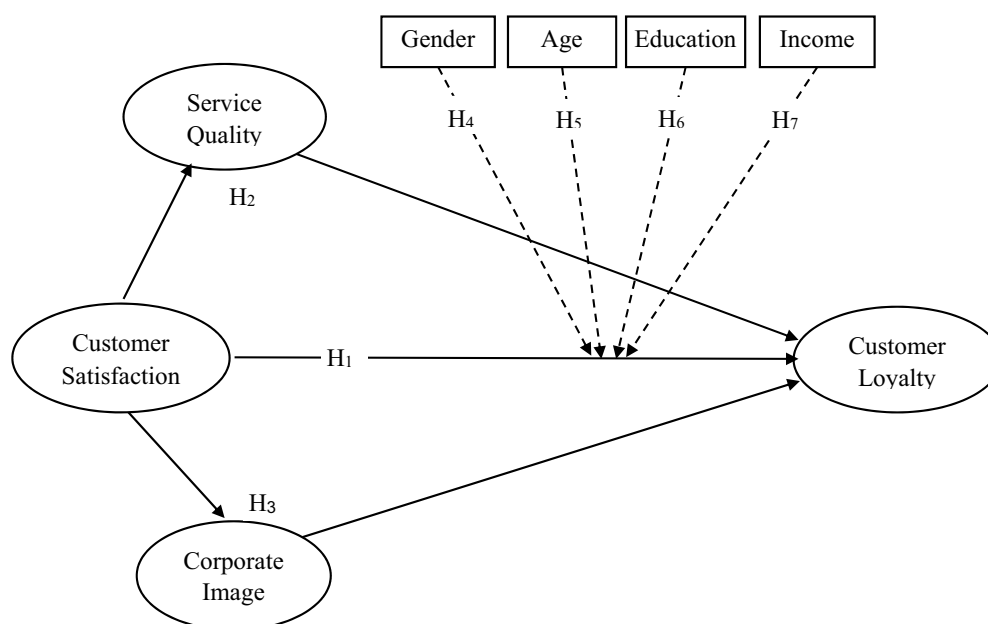 Gender
Age
Education
Income
Service
Quality
H4
H5
H6
H7
H2
Customer
Satisfaction
H1
Customer
Loyalty
H3
Corporate
Image